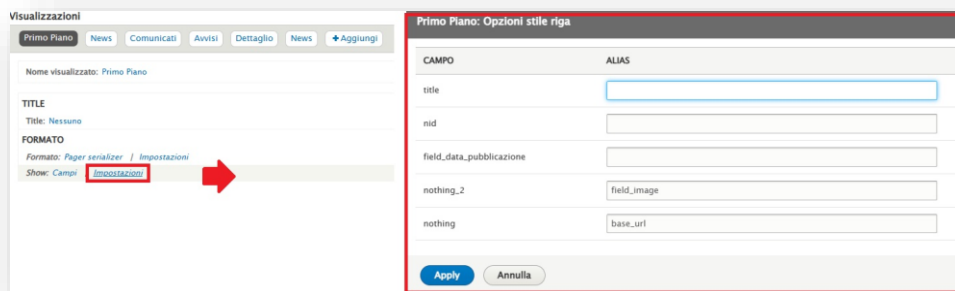 Visualizzazioni
Primo Piano News Comunicati Avvisi Dettaglio News +Aggiungi
Nome visualizzato: Primo Piano
TITLE
Title: Nessuno
FORMATO
Formato: Pager serializer | Impostazioni
Show: Campi | Impostazioni
Primo Piano: Opzioni stile riga
CAMPO ALIAS
title
nid
field_data_pubblicazione
nothing_2 field_image
nothing base_url
Apply Annulla